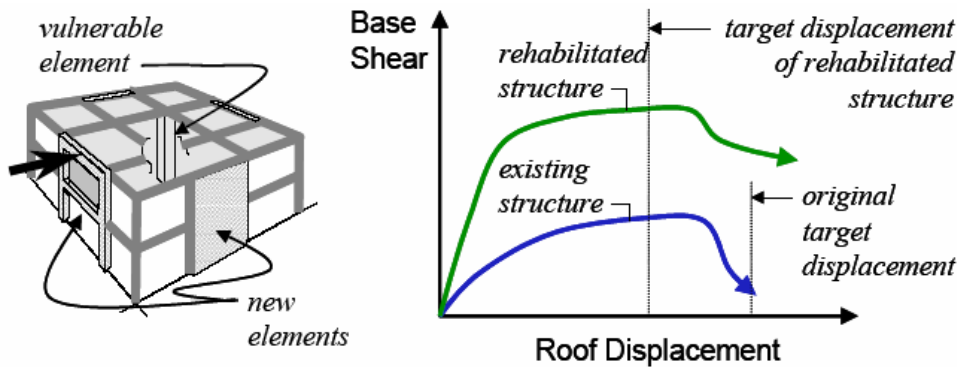 vulnerable
element
new
elements
Base
Shear
rehabilitated
structure
existing
structure
target displacement
of rehabilitated
structure
original
target
displacement
Roof Displacement